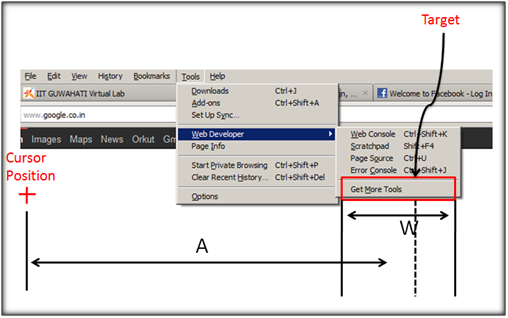 Target
File Edit View History Bookmarks Tools Help
IIT GUWAHATI Virtual Lab
Welcome to Facebook - Log In
www.google.co.in
Images Maps News Orkut
Downloads Ctrl+J
Add-ons Ctrl+Shift+A
Set Up Sync...
Web Developer
Page Info
Start Private Browsing Ctrl+Shift+P
Clear Recent History... Ctrl+Shift+Del
Options
Web Console Ctrl+Shift+K
Scratchpad Shift+F4
Page Source Ctrl+U
Error Console Ctrl+Shift+J
Get More Tools
Cursor
Position
A
W